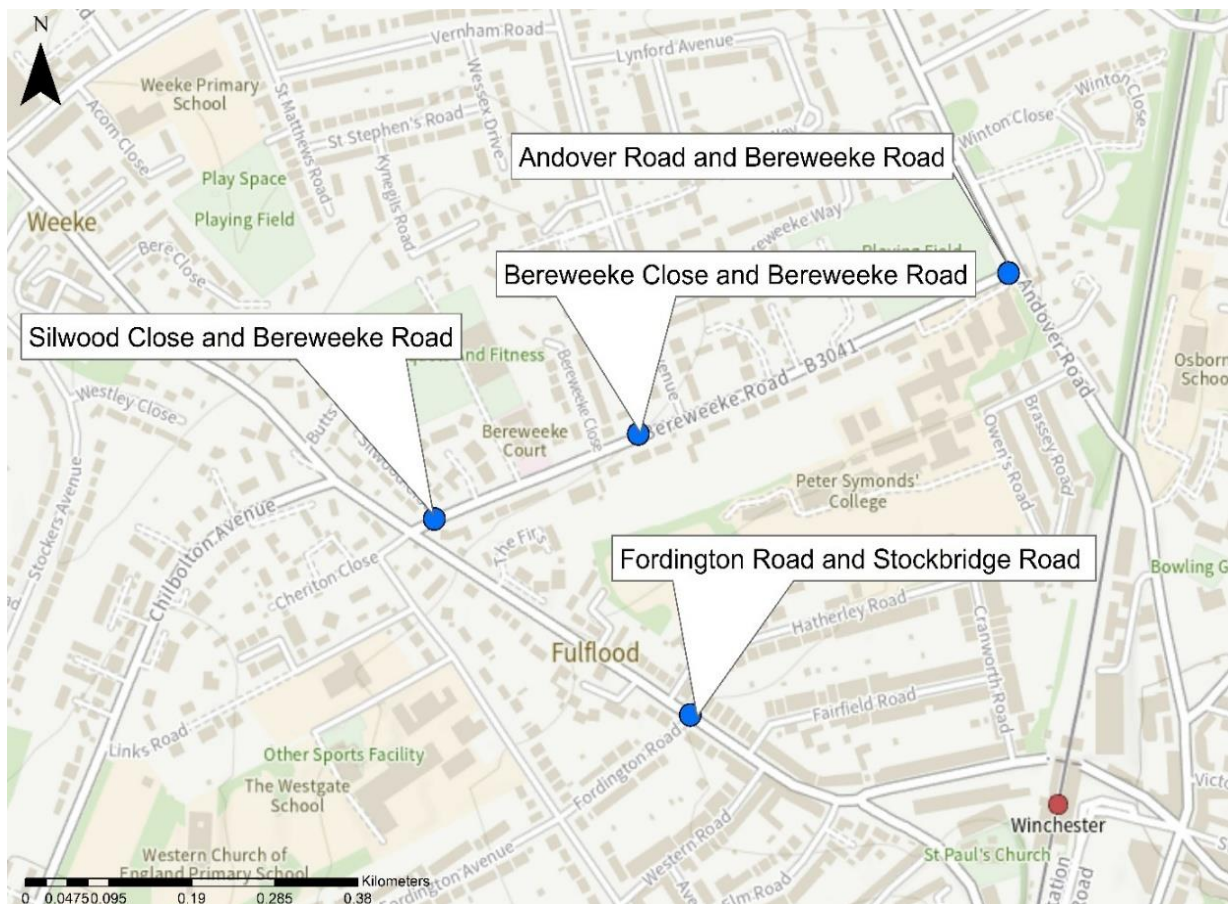 N
Vernham Road
Lynford Avenue
Weeke Primary
School
Acorn Close
St Matthews Road
Wessex Drive
St Stephen's Road
Kynegils Road
Winton Close
Winton Close
Way
Andover Road and Bereweeke Road
Play Space
Playing Field
Weeke
Bere Close
Bereweeke Way
Playing Field
Bereweeke Close and Bereweeke Road
Silwood Close and Bereweeke Road
And Fitness
Andover Road
Osborn
School
Westley Close
Butts
Bereweeke Close
Bereweeke Road B3041
Bereweeke
Court
Owen's Road
Brassey Road
Stockers Avenue
Chilbolton Avenue
Peter Symonds'
College
The Firs
Cheriton Close
Fordington Road and Stockbridge Road
Bowling G
Hatherley Road
Cranworth Road
Fulflood
Fairfield Road
Links Road
Other Sports Facility
The Westgate
School
Fordington Road
Winchester
Western Road
St Paul's Church
Western Church of
England Primary School
Fordington Avenue
Elm Road
Station
Road
Kilometers
0 0.0475 0.095 0.19 0.285 0.38